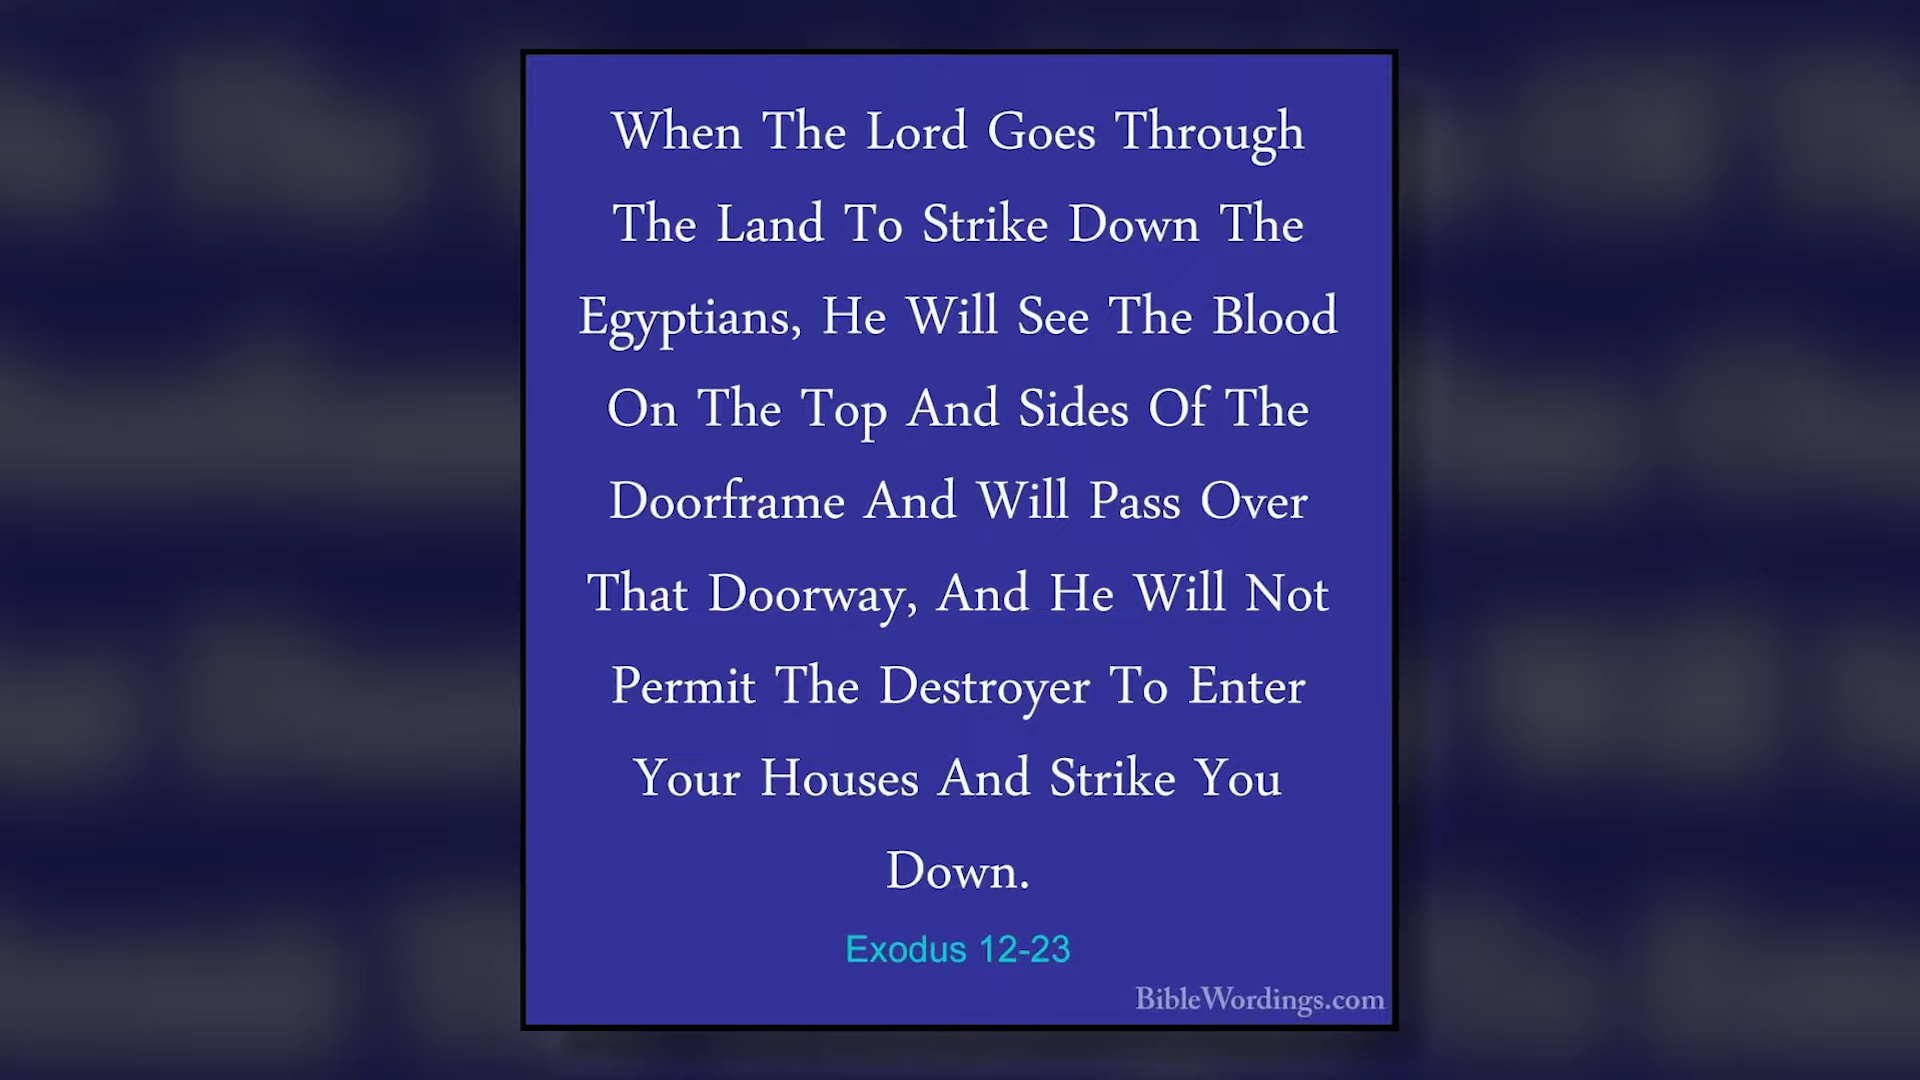 When The Lord Goes Through
The Land To Strike Down The
Egyptians, He Will See The Blood
On The Top And Sides Of The
Doorframe And Will Pass Over
That Doorway, And He Will Not
Permit The Destroyer To Enter
Your Houses And Strike You
Down.
Exodus 12-23
BibleWordings.com